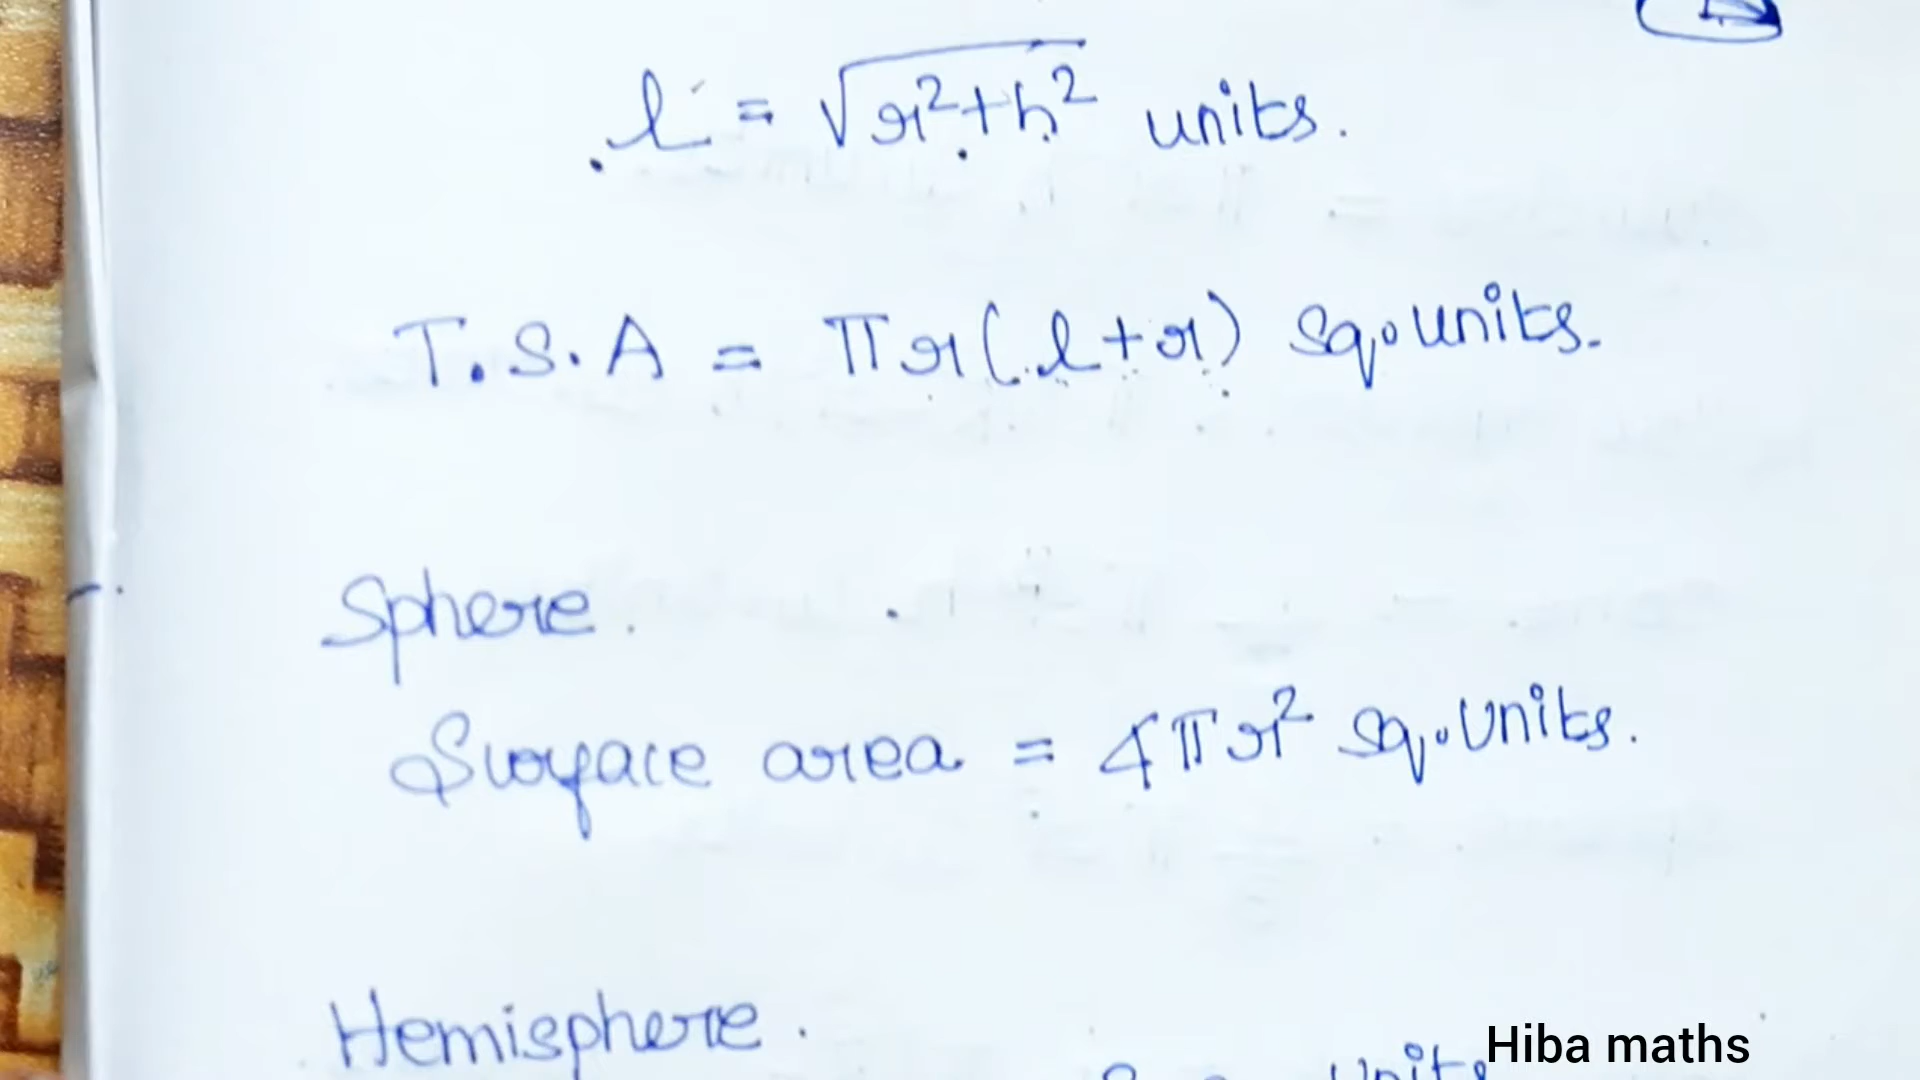 l = √r²+h² units.
T.S.A = πr(l+r) sq.units.
Sphere.
Surface area = 4πr² sq.units.
Hemisphere.
Hiba maths